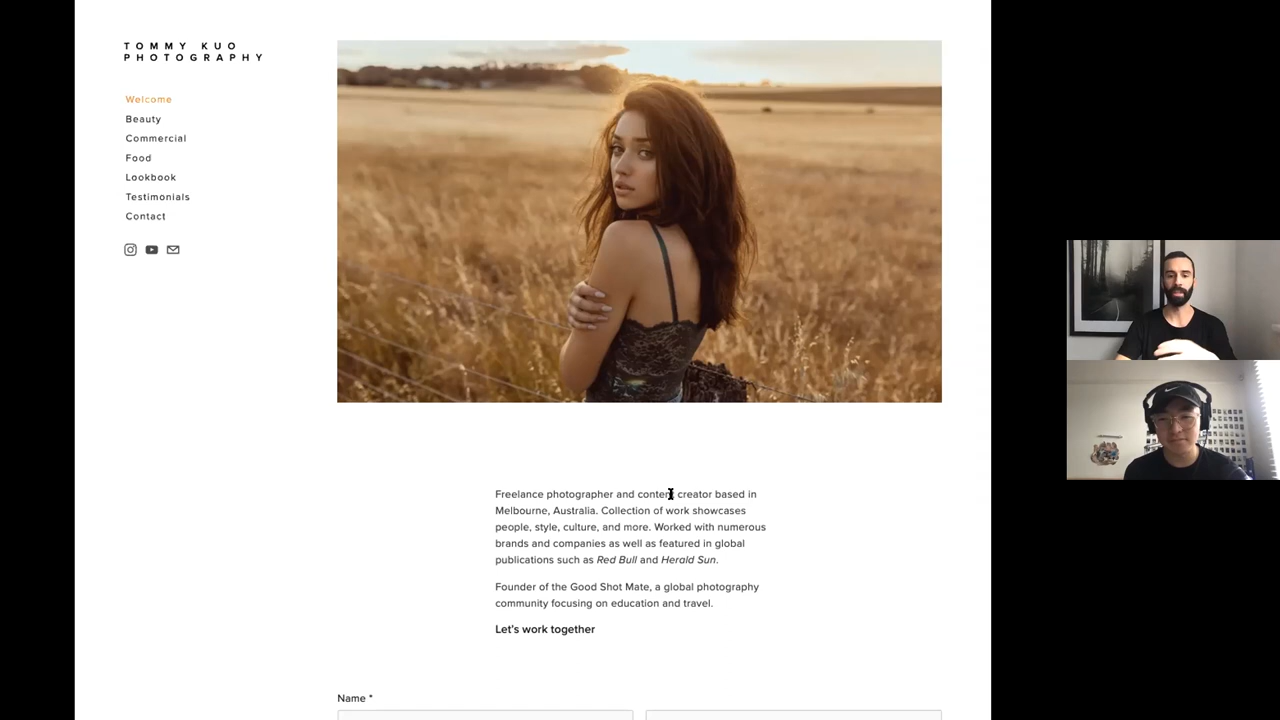 TOMMY KUO
PHOTOGRAPHY
Welcome
Beauty
Commercial
Food
Lookbook
Testimonials
Contact
Freelance photographer and content creator based in
Melbourne, Australia. Collection of work showcases
people, style, culture, and more. Worked with numerous
brands and companies as well as featured in global
publications such as Red Bull and Herald Sun.
Founder of the Good Shot Mate, a global photography
community focusing on education and travel.
Let's work together
Name *